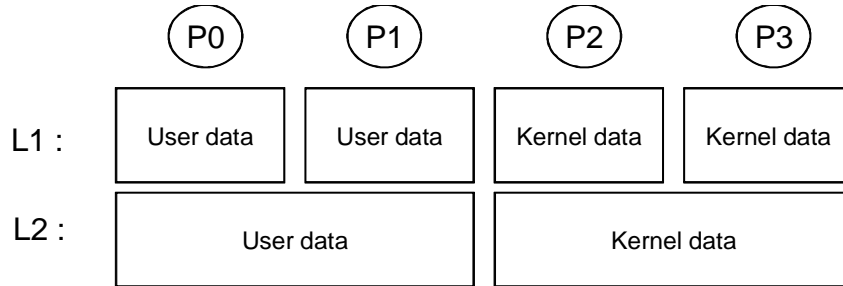 P0 P1 P2 P3
L1 : User data User data Kernel data Kernel data
L2 : User data Kernel data